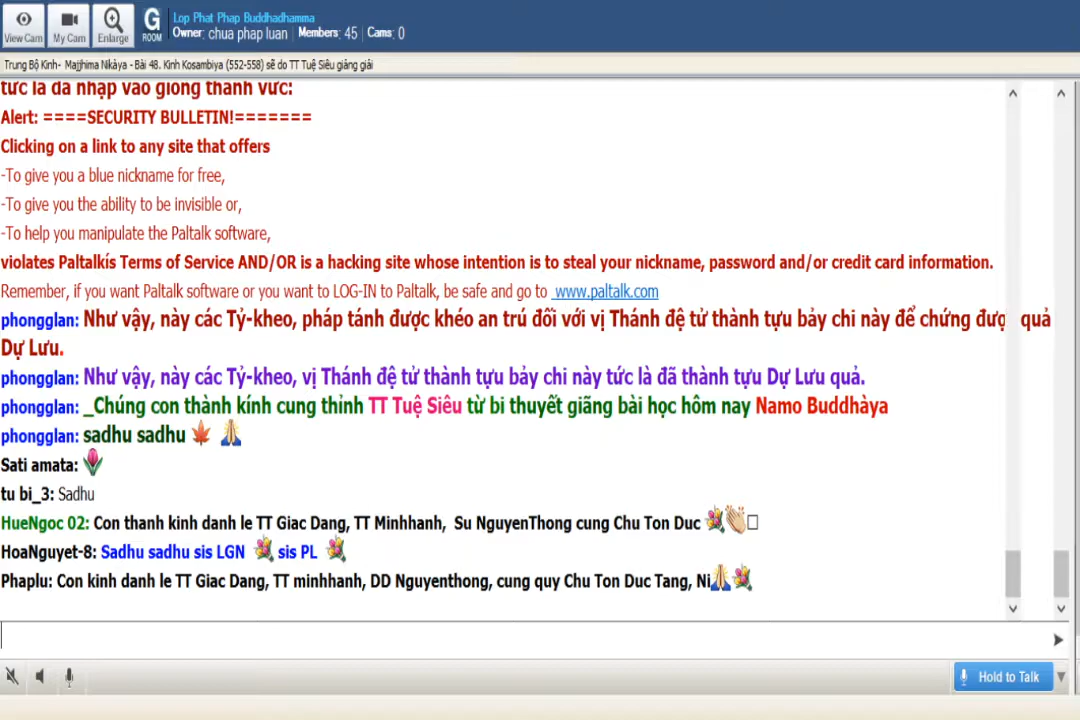 View Cam
My Cam
Enlarge
G
ROOM
Lop Phat Phap Buddhadhamma
Owner: chua phap luan | Members: 45 | Cams: 0
Trung Bộ Kinh- Majjhima Nikàya - Bài 48. Kinh Kosambiya (552-558) sẽ do TT Tuệ Siêu giảng giải
tức là đã nhập vào giòng thánh vức:
Alert: ====SECURITY BULLETIN!=======
Clicking on a link to any site that offers
-To give you a blue nickname for free,
-To give you the ability to be invisible or,
-To help you manipulate the Paltalk software,
violates Paltalkís Terms of Service AND/OR is a hacking site whose intention is to steal your nickname, password and/or credit card information.
Remember, if you want Paltalk software or you want to LOG-IN to Paltalk, be safe and go to www.paltalk.com
phongglan: Như vậy, này các Tỷ-kheo, pháp tánh được khéo an trú đối với vị Thánh đệ tử thành tựu bảy chi này để chứng được quả
Dự Lưu.
phongglan: Như vậy, này các Tỷ-kheo, vị Thánh đệ tử thành tựu bảy chi này tức là đã thành tựu Dự Lưu quả.
phongglan: _Chúng con thành kính cung thỉnh TT Tuệ Siêu từ bi thuyết giãng bài học hôm nay Namo Buddhàya
phongglan: sadhu sadhu 🍁 🙏
Sati amata: 🌷
tu bi_3: Sadhu
HueNgoc 02: Con thanh kinh danh le TT Giac Dang, TT Minhhanh, Su NguyenThong cung Chu Ton Duc 💐👏□
HoaNguyet-8: Sadhu sadhu sis LGN 💐 sis PL 💐
Phaplu: Con kinh danh le TT Giac Dang, TT minhhanh, DD Nguyenthong, cung quy Chu Ton Duc Tang, Ni🙏💐
Hold to Talk